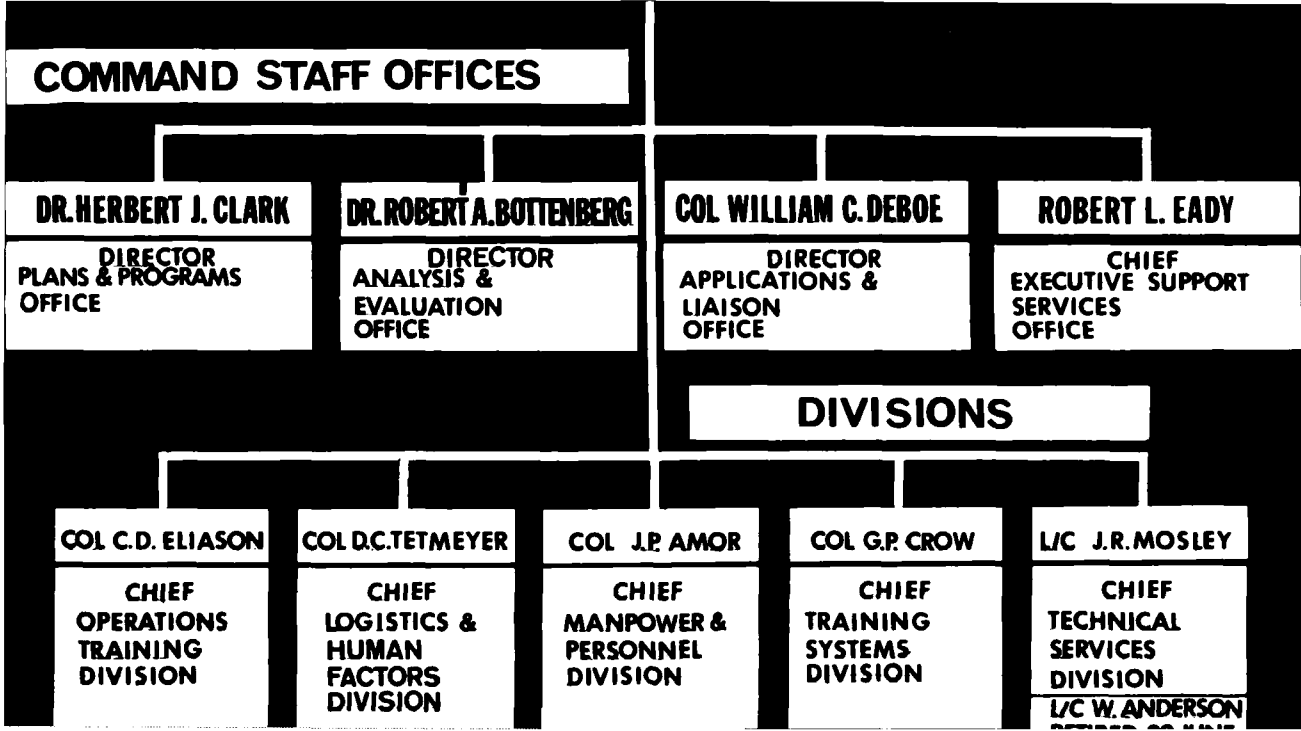 COMMAND STAFF OFFICES
DR. HERBERT J. CLARK
DIRECTOR
PLANS & PROGRAMS
OFFICE
DR. ROBERT A. BOTTENBERG
DIRECTOR
ANALYSIS &
EVALUATION
OFFICE
COL WILLIAM C. DEBOE
DIRECTOR
APPLICATIONS &
LIAISON
OFFICE
ROBERT L. EADY
CHIEF
EXECUTIVE SUPPORT
SERVICES
OFFICE
DIVISIONS
COL C.D. ELIASON
CHIEF
OPERATIONS
TRAINING
DIVISION
COL D.C. TETMEYER
CHIEF
LOGISTICS &
HUMAN
FACTORS
DIVISION
COL J.P. AMOR
CHIEF
MANPOWER &
PERSONNEL
DIVISION
COL G.P. CROW
CHIEF
TRAINING
SYSTEMS
DIVISION
L/C J.R. MOSLEY
CHIEF
TECHNICAL
SERVICES
DIVISION
L/C W. ANDERSON